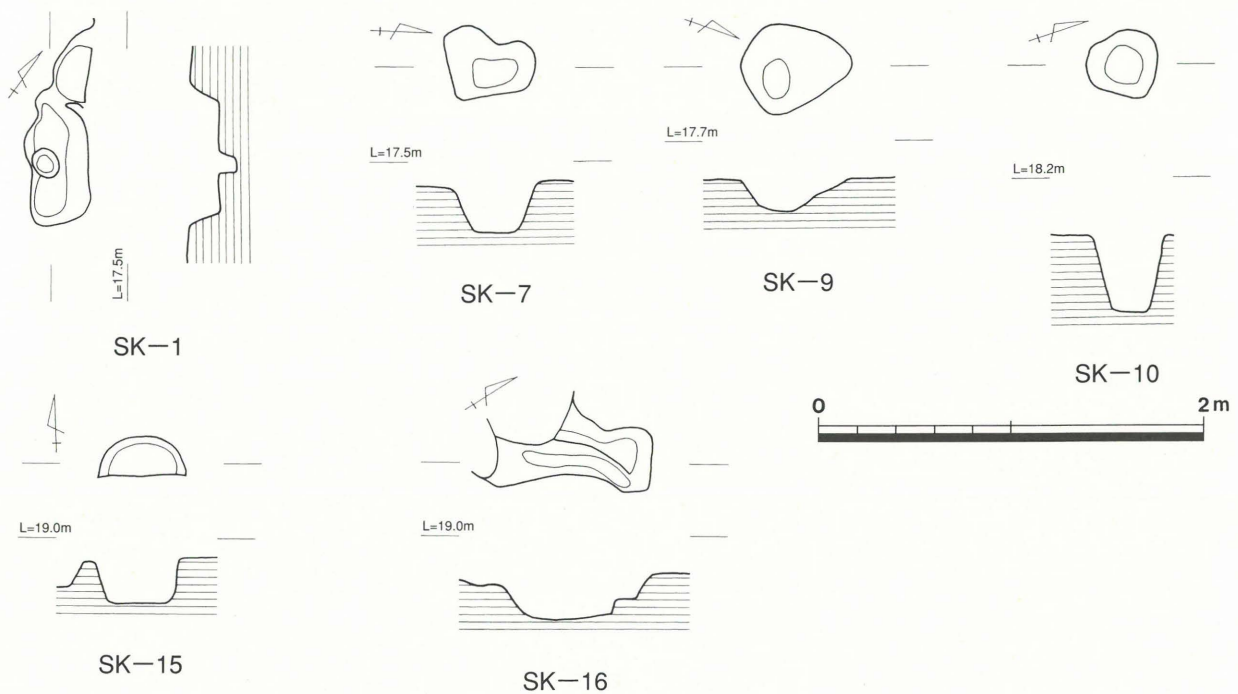 L=17.5m
SK-1
L=17.5m
SK-7
L=17.7m
SK-9
L=18.2m
SK-10
0 2m
L=19.0m
SK-15
L=19.0m
SK-16